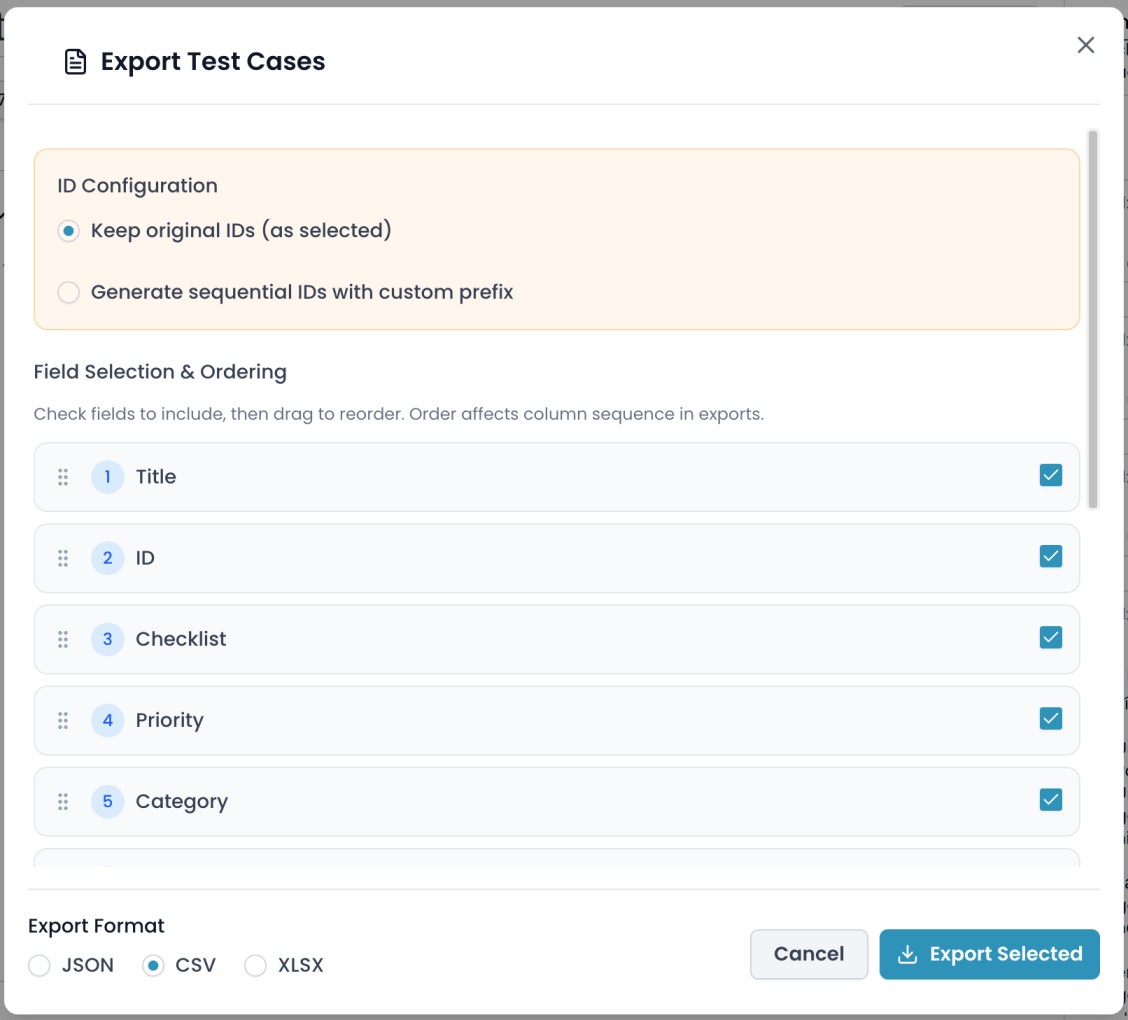 Export Test Cases
ID Configuration
Keep original IDs (as selected)
Generate sequential IDs with custom prefix
Field Selection & Ordering
Check fields to include, then drag to reorder. Order affects column sequence in exports.
1 Title
2 ID
3 Checklist
4 Priority
5 Category
Export Format
JSON CSV XLSX
Cancel Export Selected